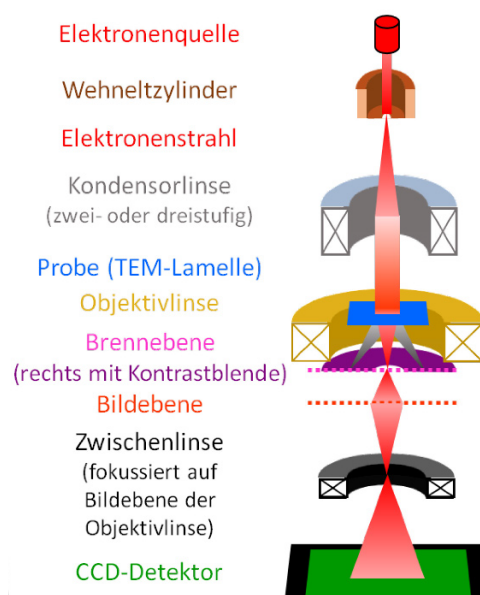 Elektronenquelle
Wehneltzylinder
Elektronenstrahl
Kondensorlinse
(zwei- oder dreistufig)
Probe (TEM-Lamelle)
Objektivlinse
Brennebene
(rechts mit Kontrastblende)
Bildebene
Zwischenlinse
(fokussiert auf
Bildebene der
Objektivlinse)
CCD-Detektor